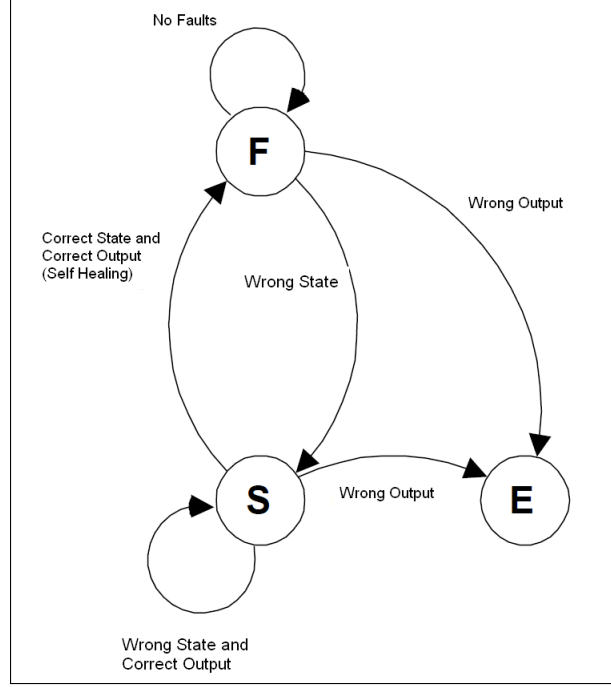 No Faults
F
Wrong Output
Correct State and
Correct Output
(Self Healing)
Wrong State
S
Wrong Output
E
Wrong State and
Correct Output